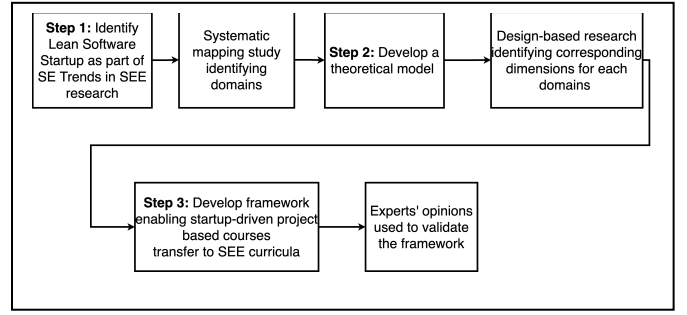 Step 1: Identify
Lean Software
Startup as part of
SE Trends in SEE
research
Systematic
mapping study
identifying
domains
Step 2: Develop a
theoretical model
Design-based research
identifying corresponding
dimensions for each
domains
Step 3: Develop framework
enabling startup-driven project
based courses
transfer to SEE curricula
Experts' opinions
used to validate
the framework